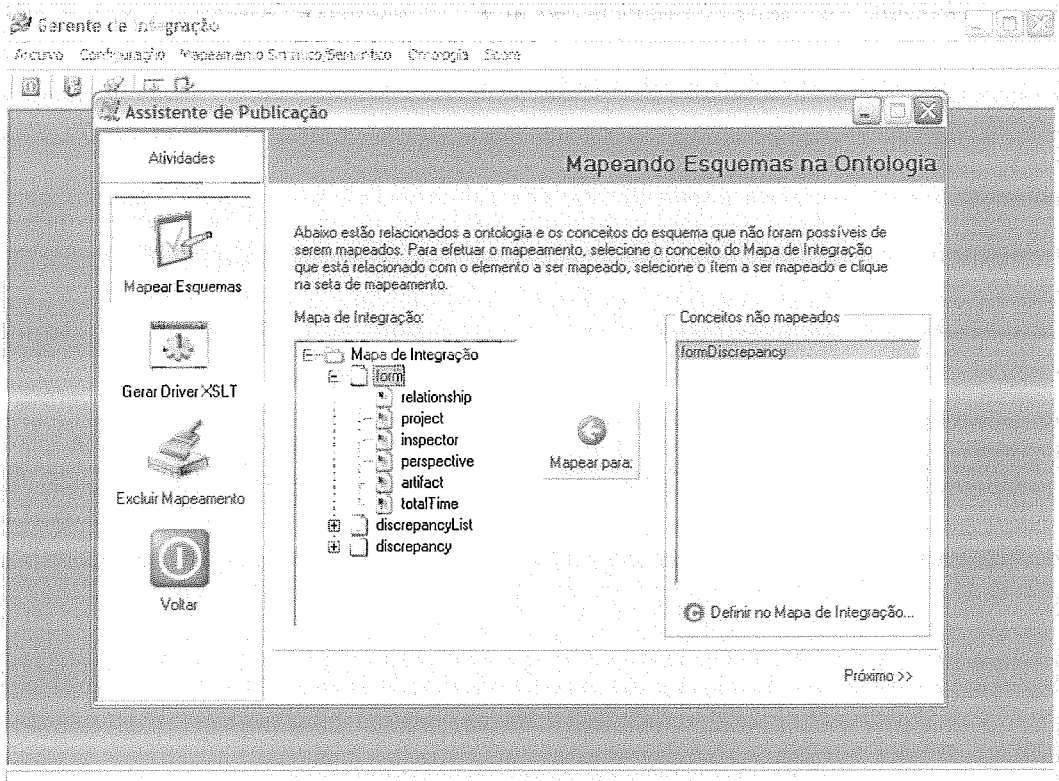 Gerente de Integração
Arquivo Configuração Mapeamento Sintático/Semântico Ontologia Sobre
Assistente de Publicação
Atividades
Mapeando Esquemas na Ontologia
Abaixo estão relacionados a ontologia e os conceitos do esquema que não foram possíveis de
serem mapeados. Para efetuar o mapeamento, selecione o conceito do Mapa de Integração
que está relacionado com o elemento a ser mapeado, selecione o ítem a ser mapeado e clique
na seta de mapeamento.
Mapear Esquemas
Gerar Driver XSLT
Excluir Mapeamento
Voltar
Mapa de Integração:
Mapa de Integração
form
relationship
project
inspector
perspective
artifact
totalTime
discrepancyList
discrepancy
Mapear para:
Conceitos não mapeados
formDiscrepancy
Definir no Mapa de Integração...
Próximo >>